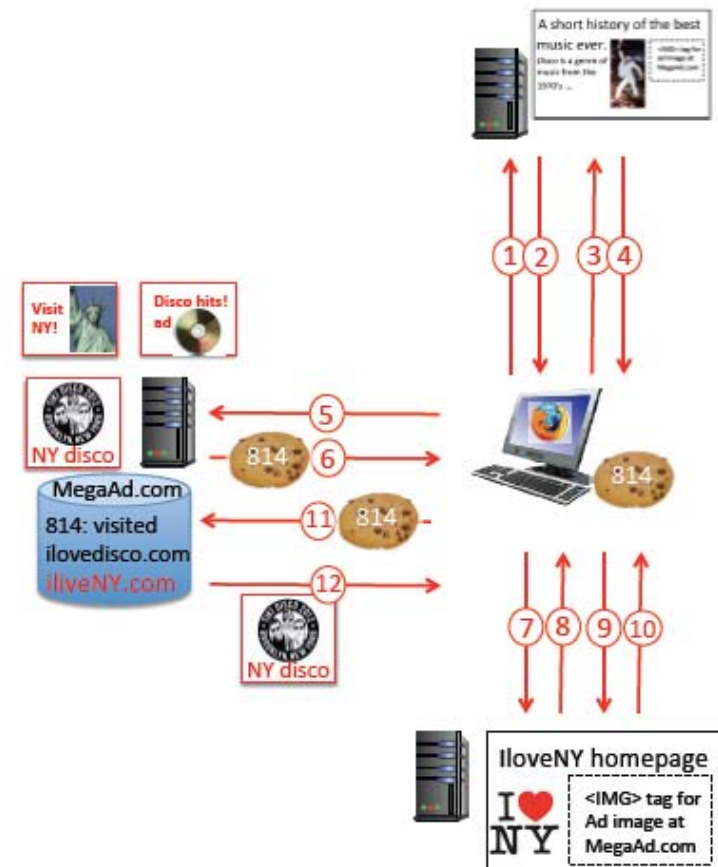 A short history of the best
music ever.
Disco is a genre of
music from the
1970's ...
<IMG> tag for
ad image at
MegaAd.com
1
2
3
4
Visit
NY!
Disco hits!
ad
5
NY disco
814
6
814
MegaAd.com
814: visited
ilovedisco.com
iliveNY.com
11
814
12
NY disco
7
8
9
10
IloveNY homepage
I
NY
<IMG> tag for
Ad image at
MegaAd.com